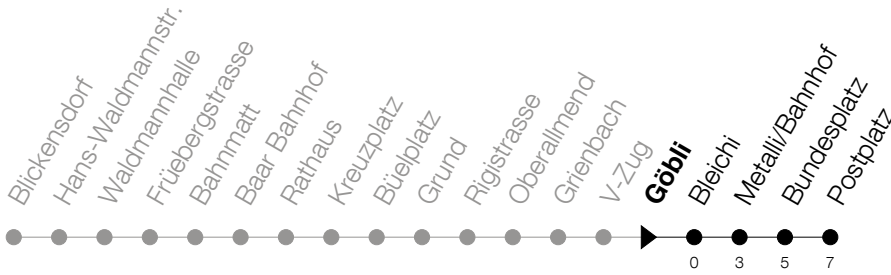 Blickensdorf
Hans-Waldmannstr.
Waldmannhalle
Früebergstrasse
Bahnmatt
Baar Bahnhof
Rathaus
Kreuzplatz
Büelplatz
Grund
Rigistrasse
Oberallmend
Grienbach
V-Zug
Göbli
Bleichi
Metalli/Bahnhof
Bundesplatz
Postplatz
0 3 5 7